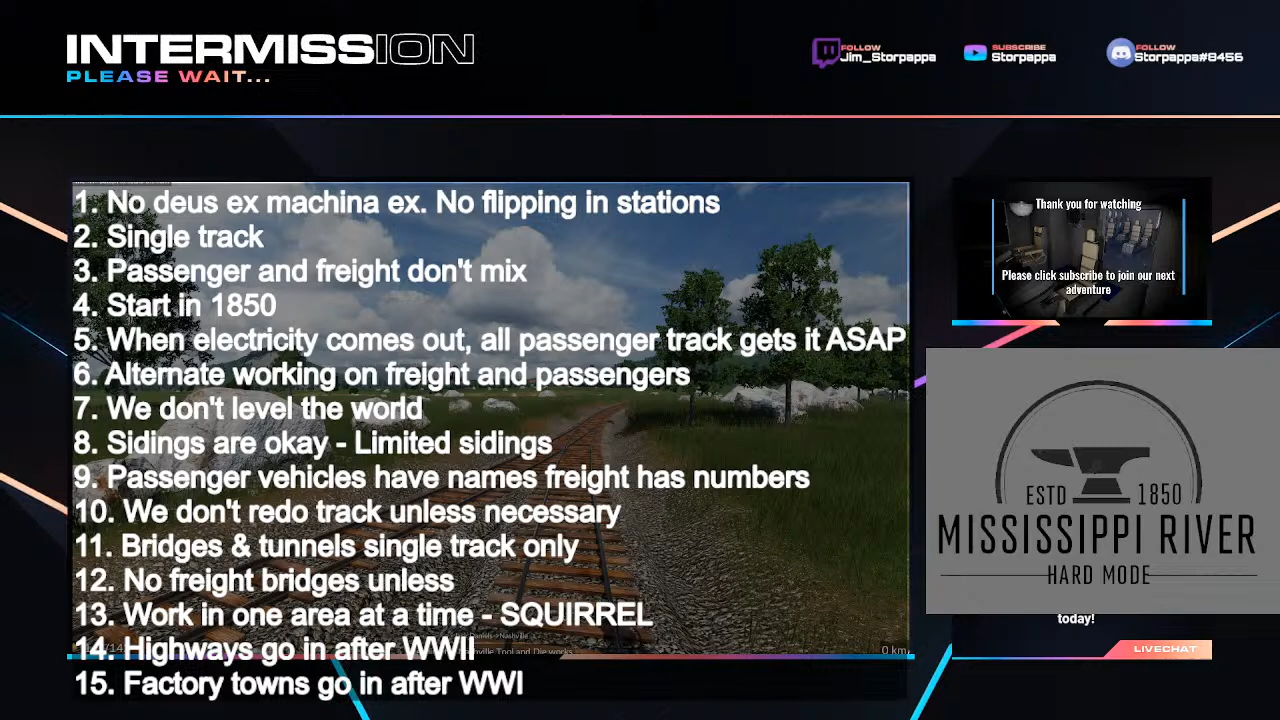 INTERMISSION
PLEASE WAIT...
FOLLOW
Jim_Storpappa
SUBSCRIBE
Storpappa
FOLLOW
Storpappa#8456
1. No deus ex machina ex. No flipping in stations
2. Single track
3. Passenger and freight don't mix
4. Start in 1850
5. When electricity comes out, all passenger track gets it ASAP
6. Alternate working on freight and passengers
7. We don't level the world
8. Sidings are okay - Limited sidings
9. Passenger vehicles have names freight has numbers
10. We don't redo track unless necessary
11. Bridges & tunnels single track only
12. No freight bridges unless
13. Work in one area at a time - SQUIRREL
14. Highways go in after WWII
15. Factory towns go in after WWI
Nashville
Tool and Die works
0 km
Thank you for watching
Please click subscribe to join our next
adventure
ESTD 1850
MISSISSIPPI RIVER
HARD MODE
today!
LIVECHAT